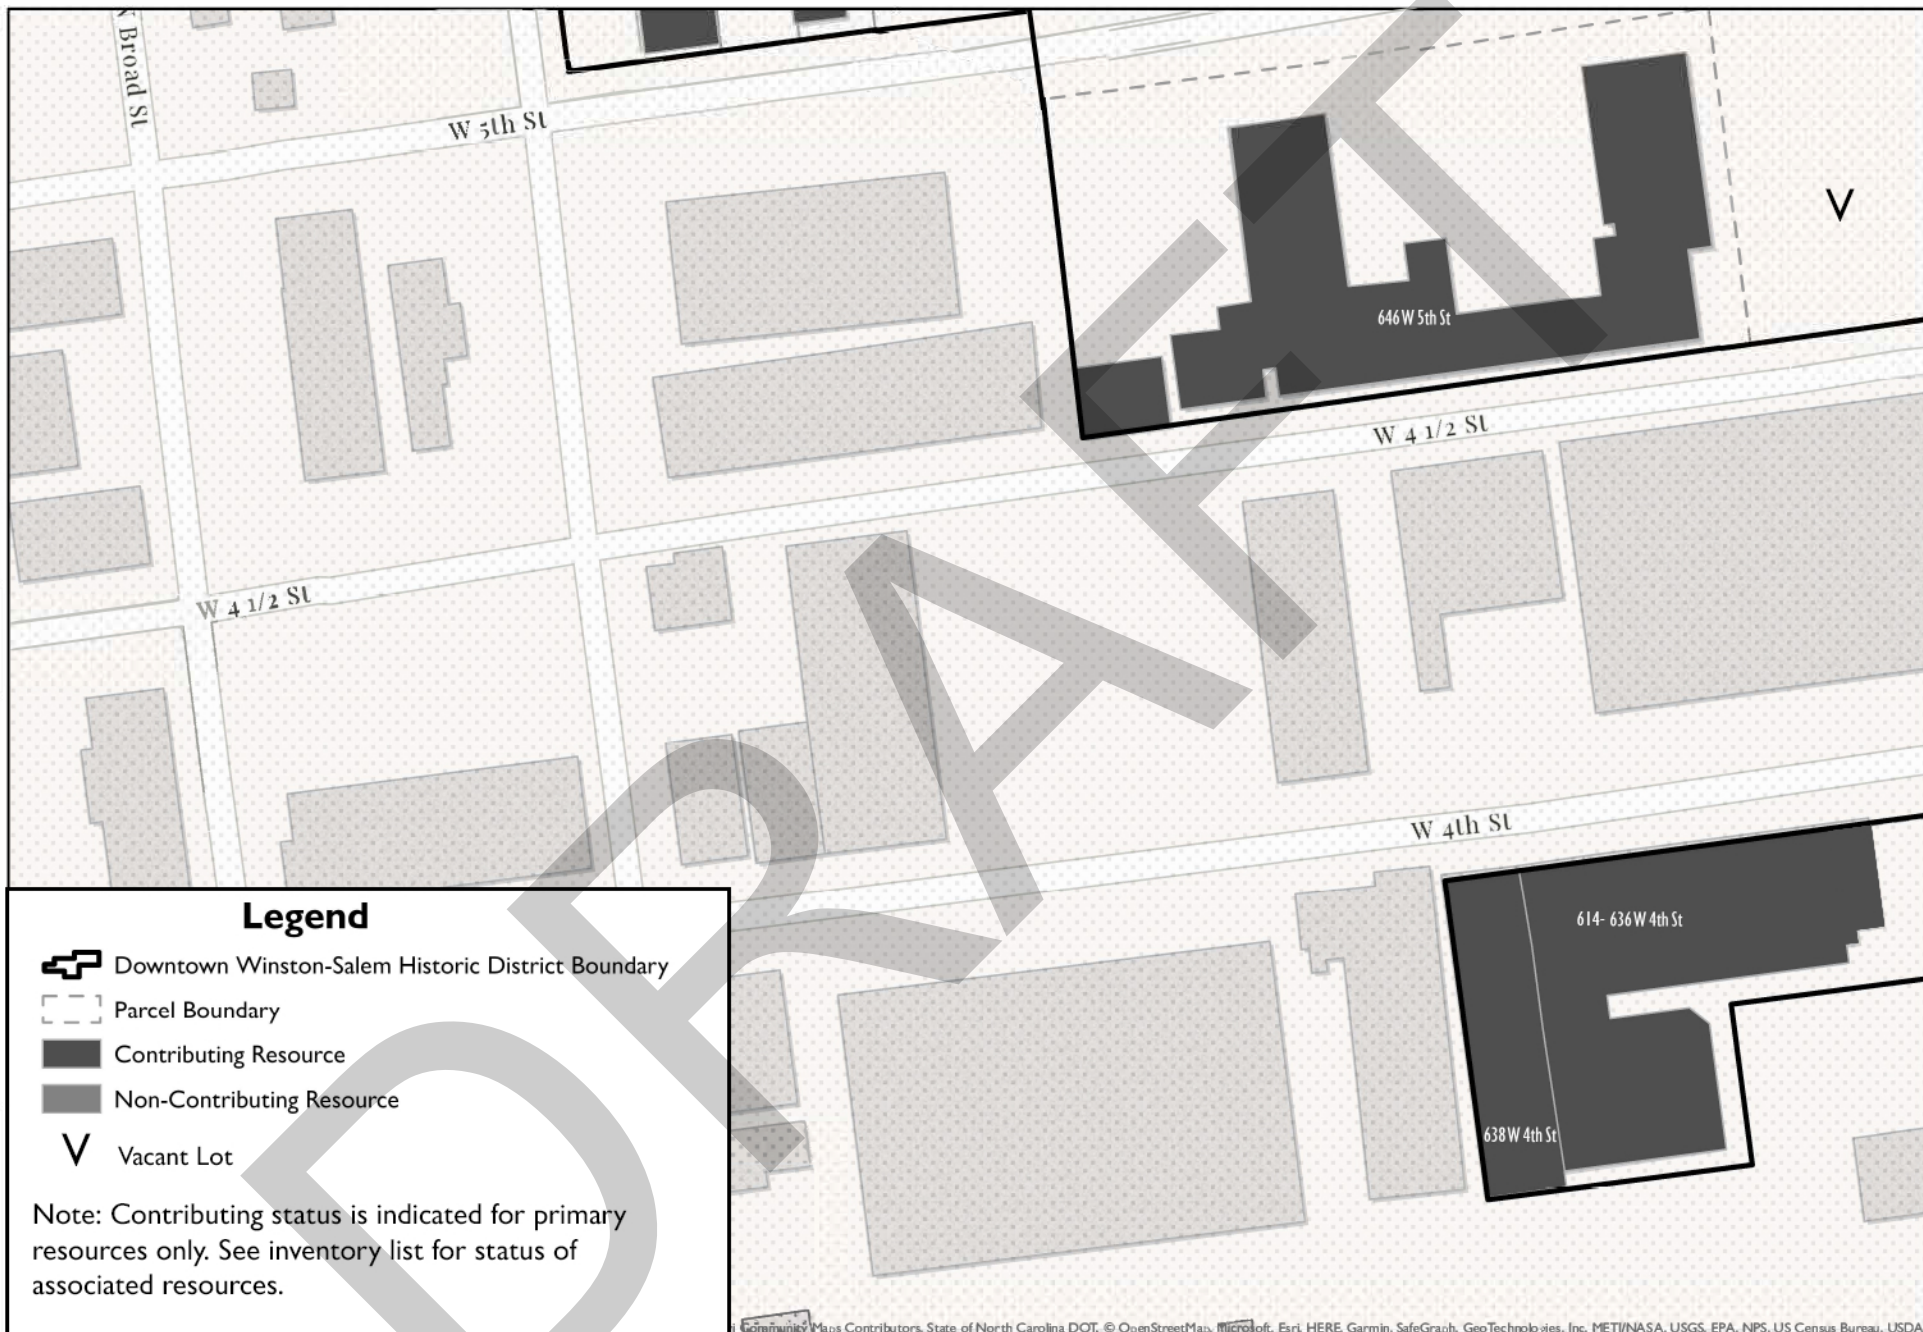 N Broad St
W 5th St
V
646 W 5th St
W 4 1/2 St
W 4 1/2 St
W 4th St
614- 636 W 4th St
638 W 4th St
DRAFT
Legend
Downtown Winston-Salem Historic District Boundary
Parcel Boundary
Contributing Resource
Non-Contributing Resource
V Vacant Lot
Note: Contributing status is indicated for primary
resources only. See inventory list for status of
associated resources.
Community Maps Contributors, State of North Carolina DOT, © OpenStreetMap, Microsoft, Esri, HERE, Garmin, SafeGraph, GeoTechnologies, Inc, METI/NASA, USGS, EPA, NPS, US Census Bureau, USDA